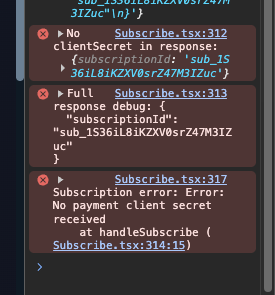 "sub_1S36iL8iKZXV0srZ47M
3IZuc"\n}'}
No Subscribe.tsx:312
clientSecret in response:
{subscriptionId: 'sub_1S
36iL8iKZXV0srZ47M3IZuc'}
Full Subscribe.tsx:313
response debug: {
"subscriptionId":
"sub_1S36iL8iKZXV0srZ47M3IZ
uc"
}
Subscribe.tsx:317
Subscription error: Error:
No payment client secret
received
at handleSubscribe (
Subscribe.tsx:314:15)